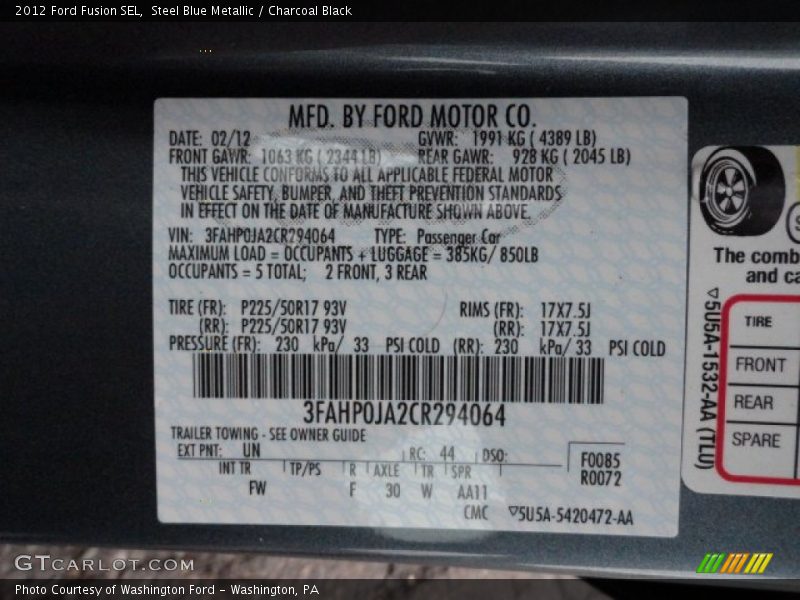 2012 Ford Fusion SEL,  Steel Blue Metallic / Charcoal Black
MFD. BY FORD MOTOR CO.
DATE: 02/12 GVWR: 1991 KG ( 4389 LB)
FRONT GAWR: 1063 KG ( 2344 LB) REAR GAWR: 928 KG ( 2045 LB)
THIS VEHICLE CONFORMS TO ALL APPLICABLE FEDERAL MOTOR
VEHICLE SAFETY, BUMPER, AND THEFT PREVENTION STANDARDS
IN EFFECT ON THE DATE OF MANUFACTURE SHOWN ABOVE.
VIN: 3FAHP0JA2CR294064 TYPE: Passenger Car
MAXIMUM LOAD = OCCUPANTS + LUGGAGE = 385KG/ 850LB
OCCUPANTS = 5 TOTAL; 2 FRONT, 3 REAR
TIRE (FR): P225/50R17 93V RIMS (FR): 17X7.5J
(RR): P225/50R17 93V (RR): 17X7.5J
PRESSURE (FR): 230 kPa/ 33 PSI COLD (RR): 230 kPa/ 33 PSI COLD
3FAHP0JA2CR294064
TRAILER TOWING - SEE OWNER GUIDE
EXT PNT: UN RC: 44 DSO:
INT TR TP/PS R AXLE TR SPR
FW F 30 W AA11
F0085
R0072
CMC ▽5U5A-5420472-AA
The comb
and ca
▽5U5A-1532-AA (TLU)
TIRE
FRONT
REAR
SPARE
GTCARLOT.COM
Photo Courtesy of Washington Ford - Washington, PA